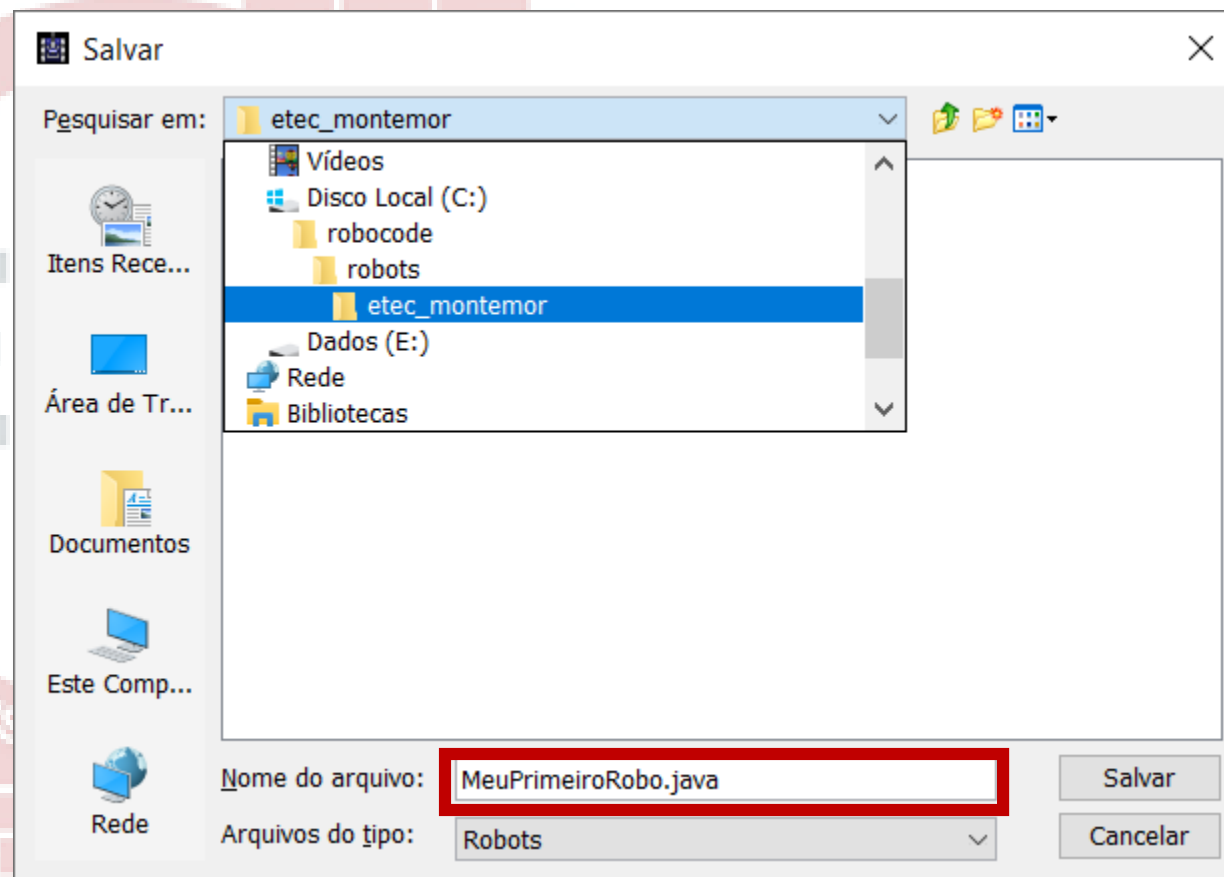 Salvar
Pesquisar em:
etec_montemor
Vídeos
Disco Local (C:)
robocode
robots
etec_montemor
Dados (E:)
Rede
Bibliotecas
Itens Rece...
Área de Tr...
Documentos
Este Comp...
Rede
Nome do arquivo:
MeuPrimeiroRobo.java
Salvar
Arquivos do tipo:
Robots
Cancelar